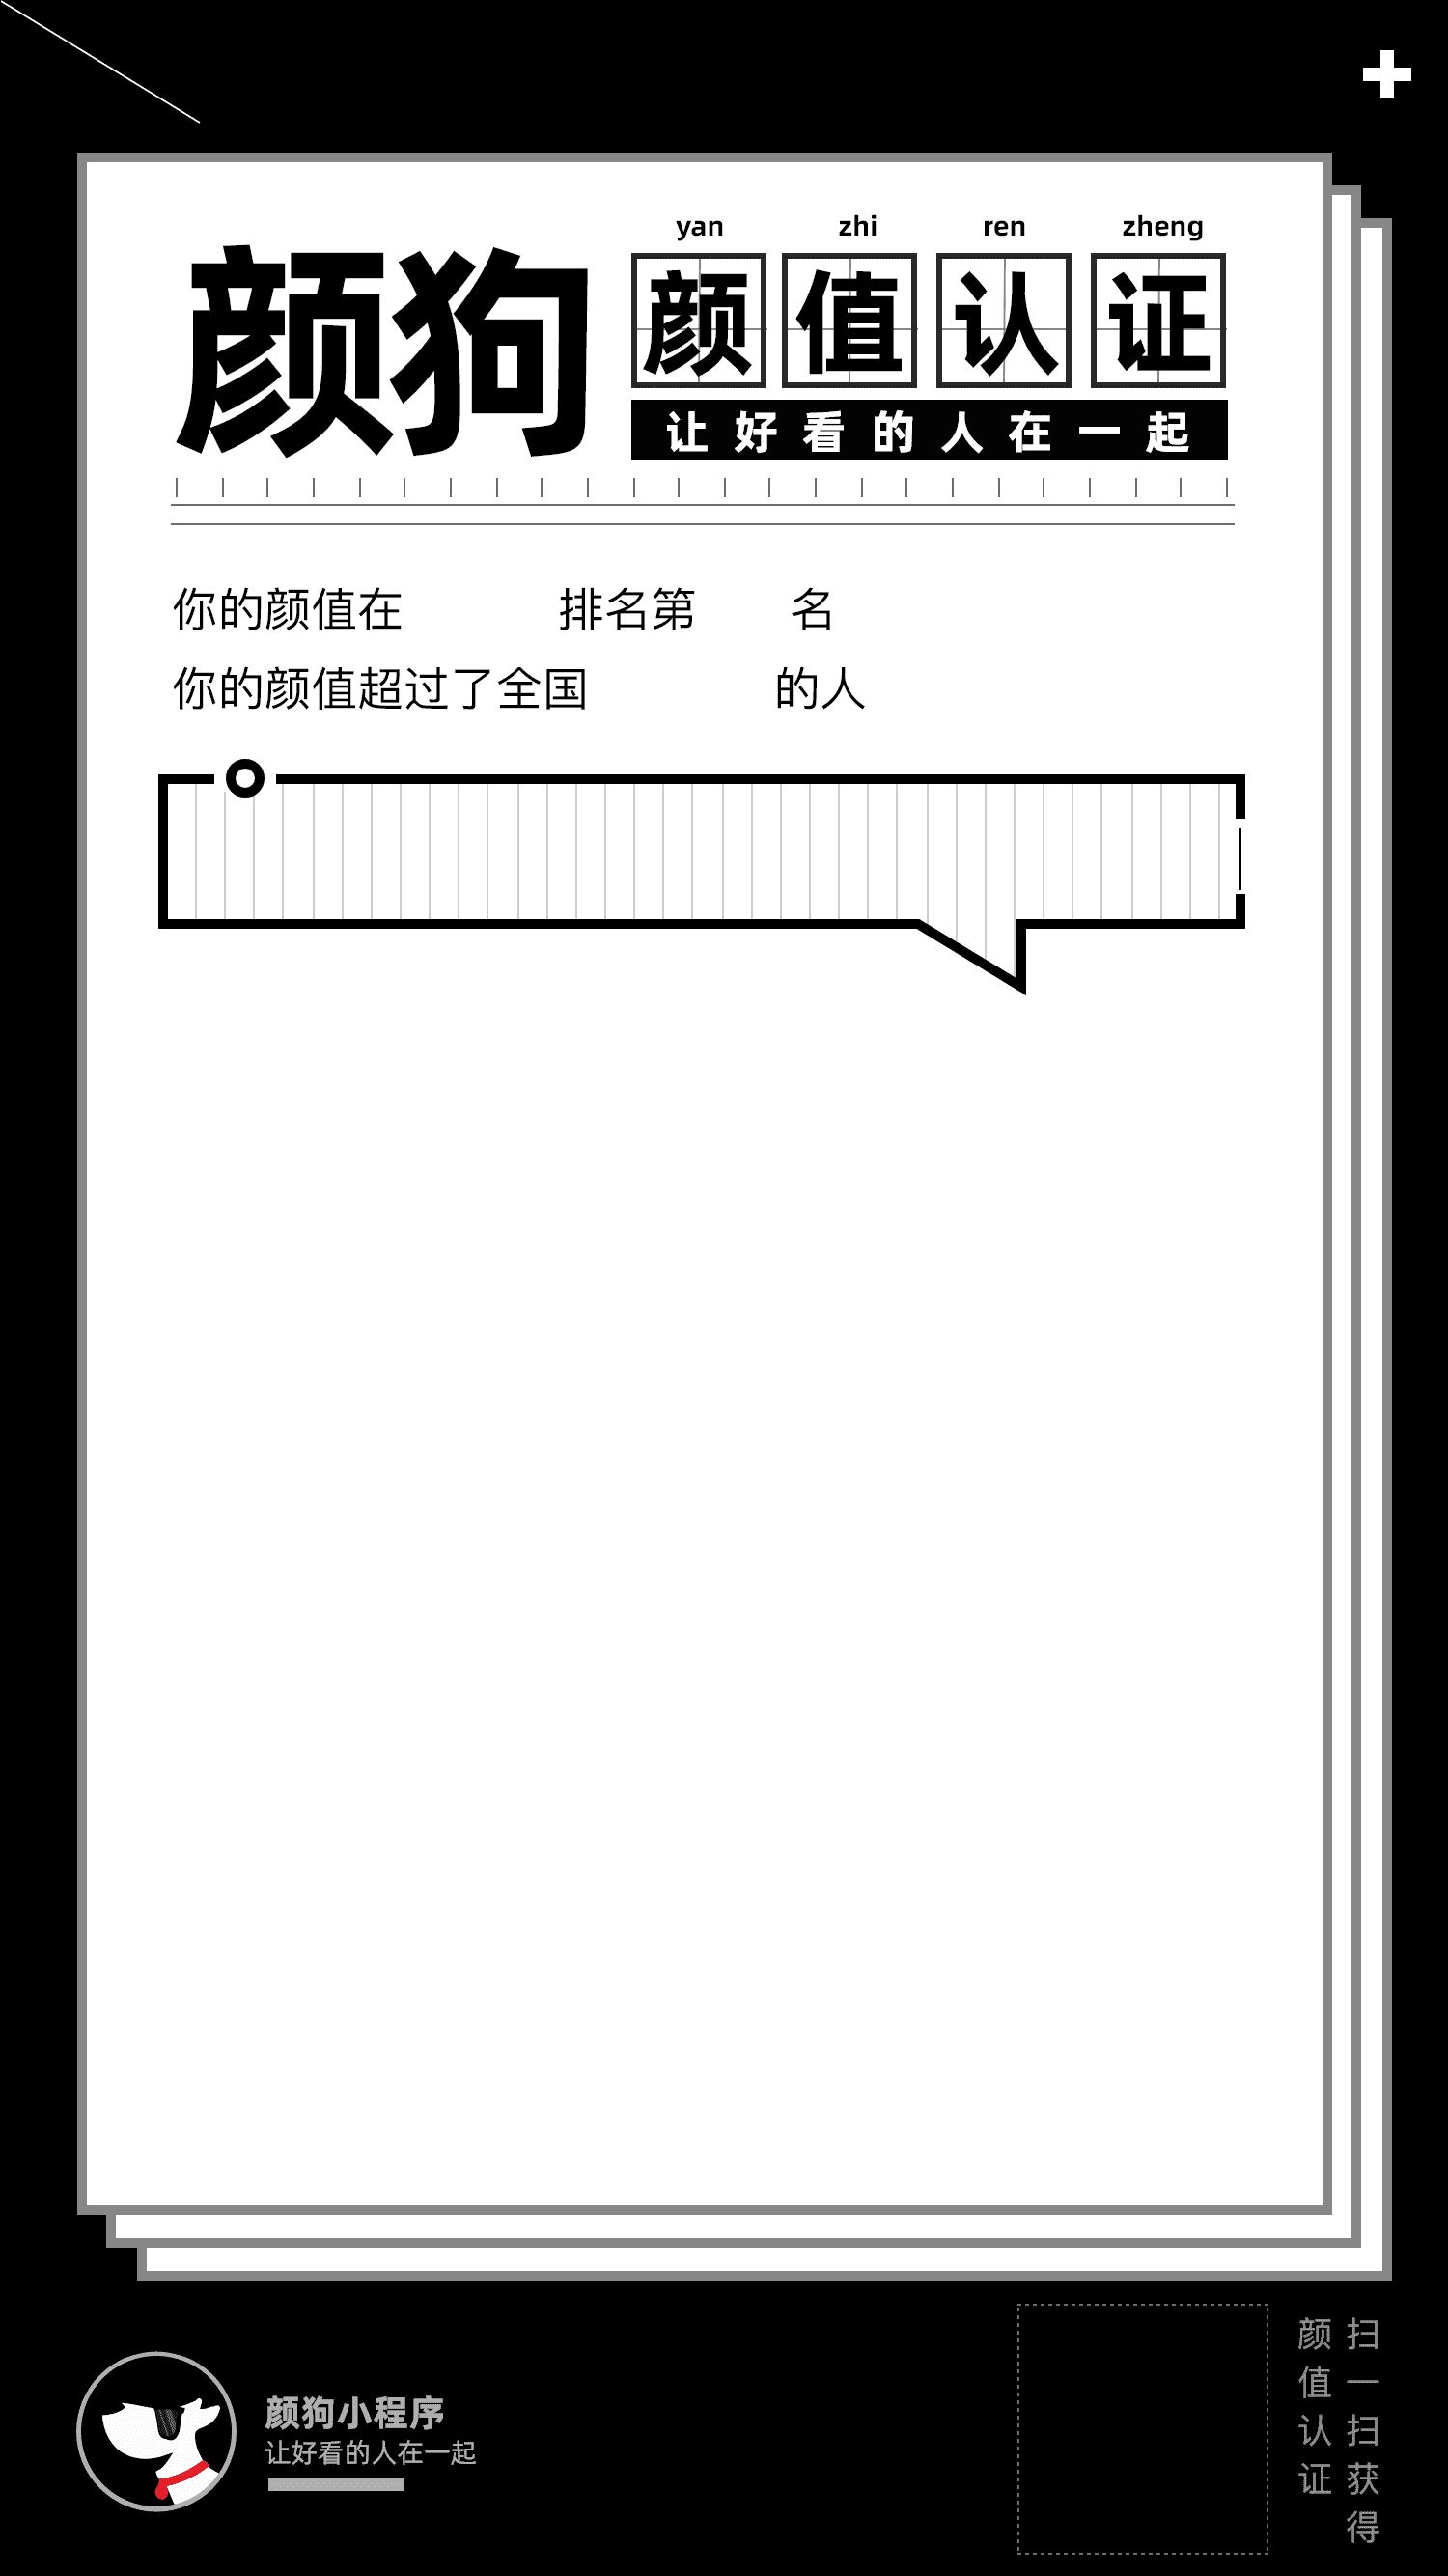 颜狗
yan zhi ren zheng
颜值认证
让好看的人在一起
你的颜值在 排名第 名
你的颜值超过了全国 的人
颜狗小程序
让好看的人在一起
扫一扫获得
颜值认证